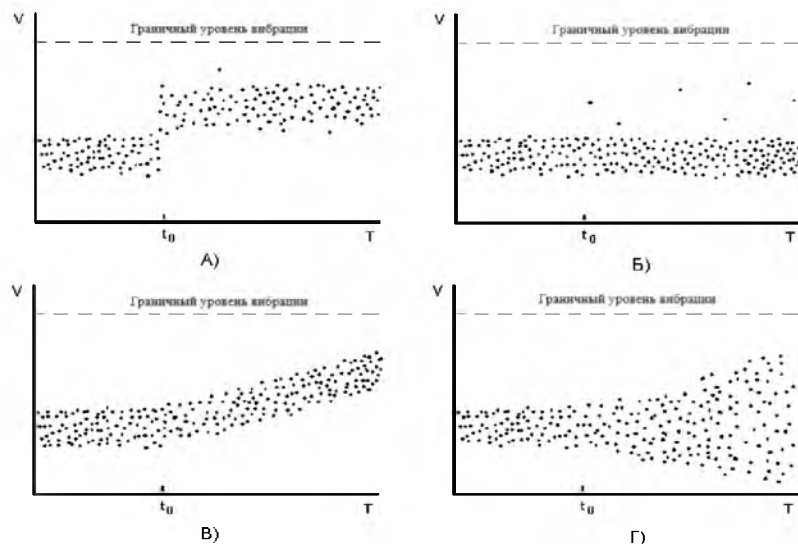 V
Граничный уровень вибрации
t0
T
А)
V
Граничный уровень вибрации
t0
T
Б)
V
Граничный уровень вибрации
t0
T
В)
V
Граничный уровень вибрации
t0
T
Г)